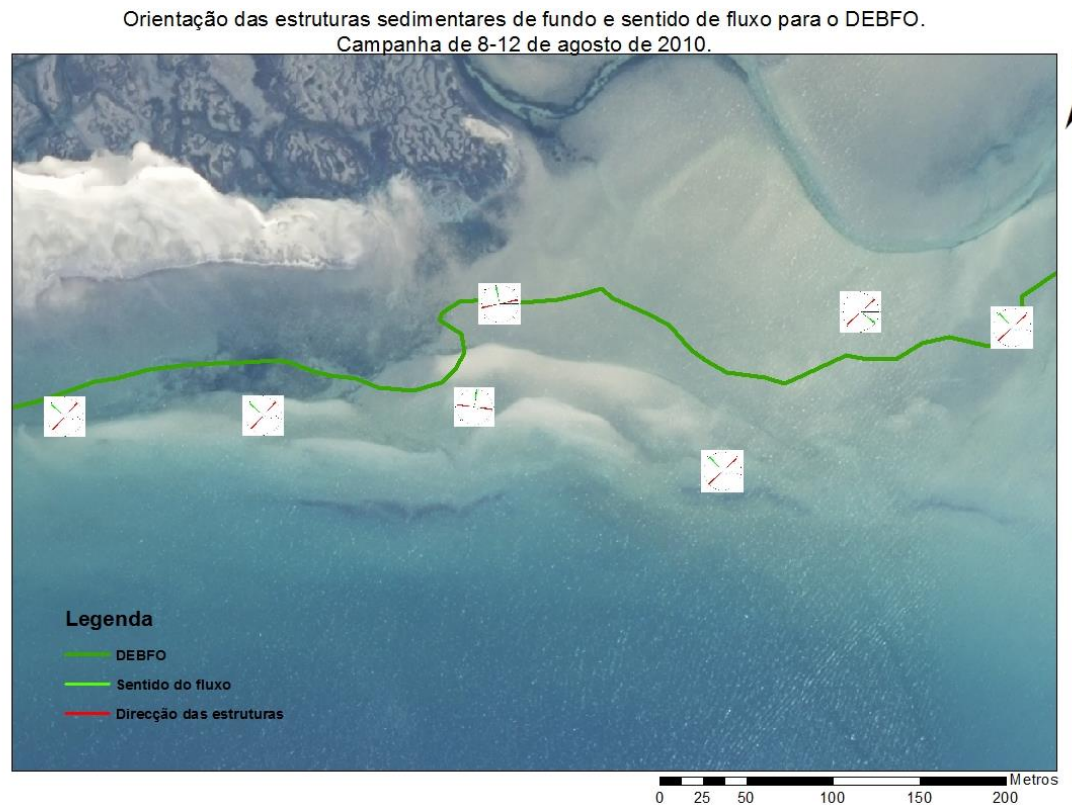 Orientação das estruturas sedimentares de fundo e sentido de fluxo para o DEBFO.
Campanha de 8-12 de agosto de 2010.
Legenda
DEBFO
Sentido do fluxo
Direcção das estruturas
Metros
0 25 50 100 150 200